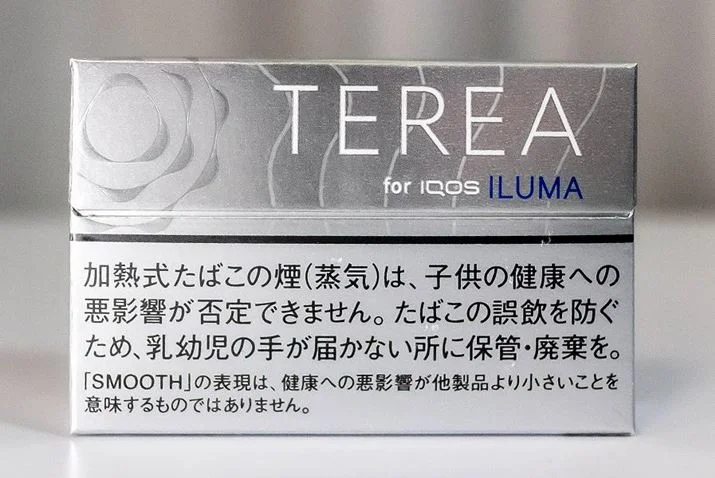 TEREA
for IQOS ILUMA
加熱式たばこの煙(蒸気)は、子供の健康への
悪影響が否定できません。たばこの誤飲を防ぐ
ため、乳幼児の手が届かない所に保管・廃棄を。
「SMOOTH」の表現は、健康への悪影響が他製品より小さいことを
意味するものではありません。